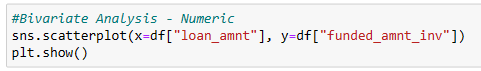 #Bivariate Analysis - Numeric
sns.scatterplot(x=df["loan_amnt"], y=df["funded_amnt_inv"])
plt.show()